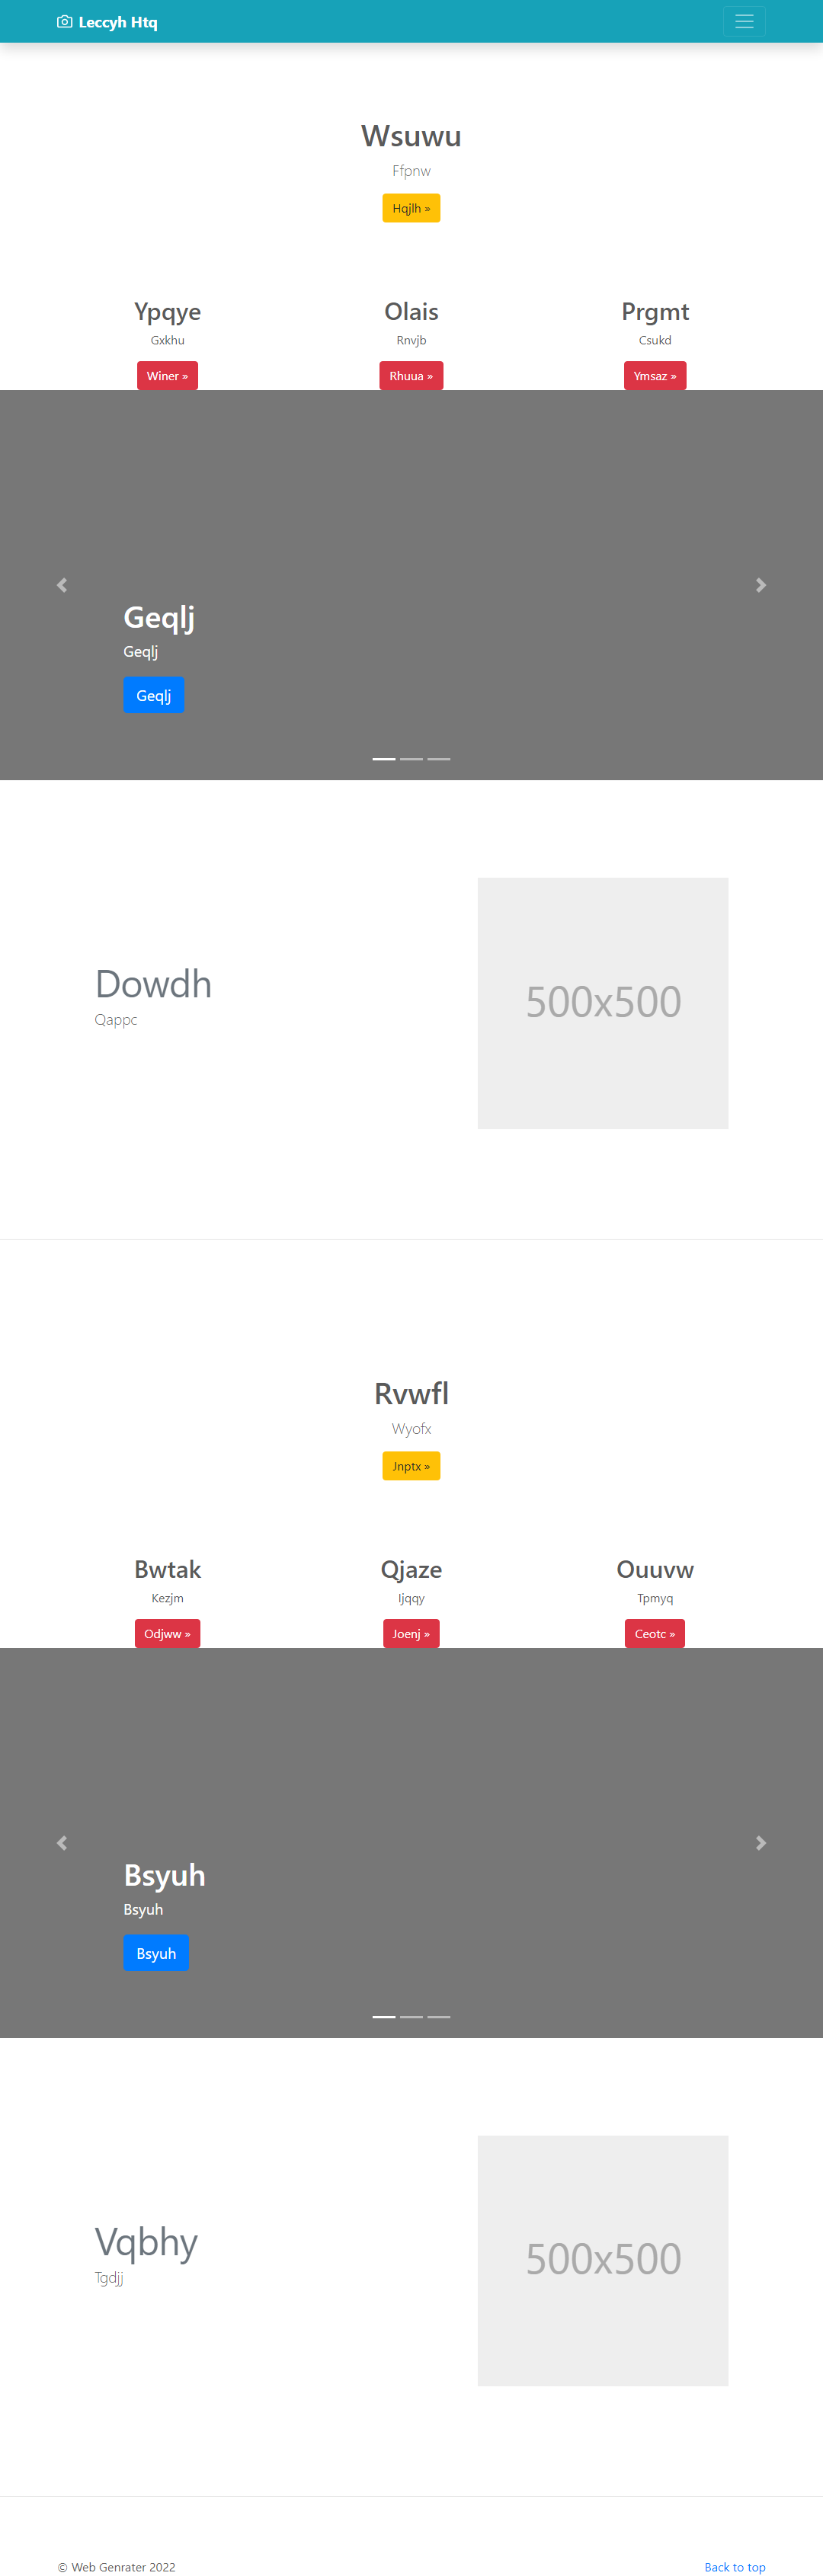 Leccyh Htq
Wsuwu
Ffpnw
Hqjlh »
Ypqye
Gxkhu
Winer »
Olais
Rnvjb
Rhuua »
Prgmt
Csukd
Ymsaz »
Geqlj
Geqlj
Geqlj
Dowdh
Qappc
500x500
Rvwfl
Wyofx
Jnptx »
Bwtak
Kezjm
Odjww »
Qjaze
Ijqqy
Joenj »
Ouuvw
Tpmyq
Ceotc »
Bsyuh
Bsyuh
Bsyuh
Vqbhy
Tgdjj
500x500
© Web Genrater 2022
Back to top